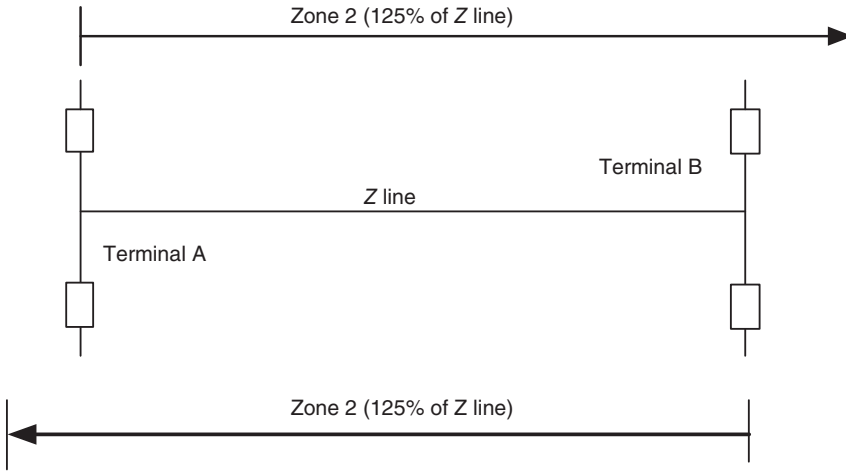 Zone 2 (125% of Z line)
Terminal B
Z line
Terminal A
Zone 2 (125% of Z line)